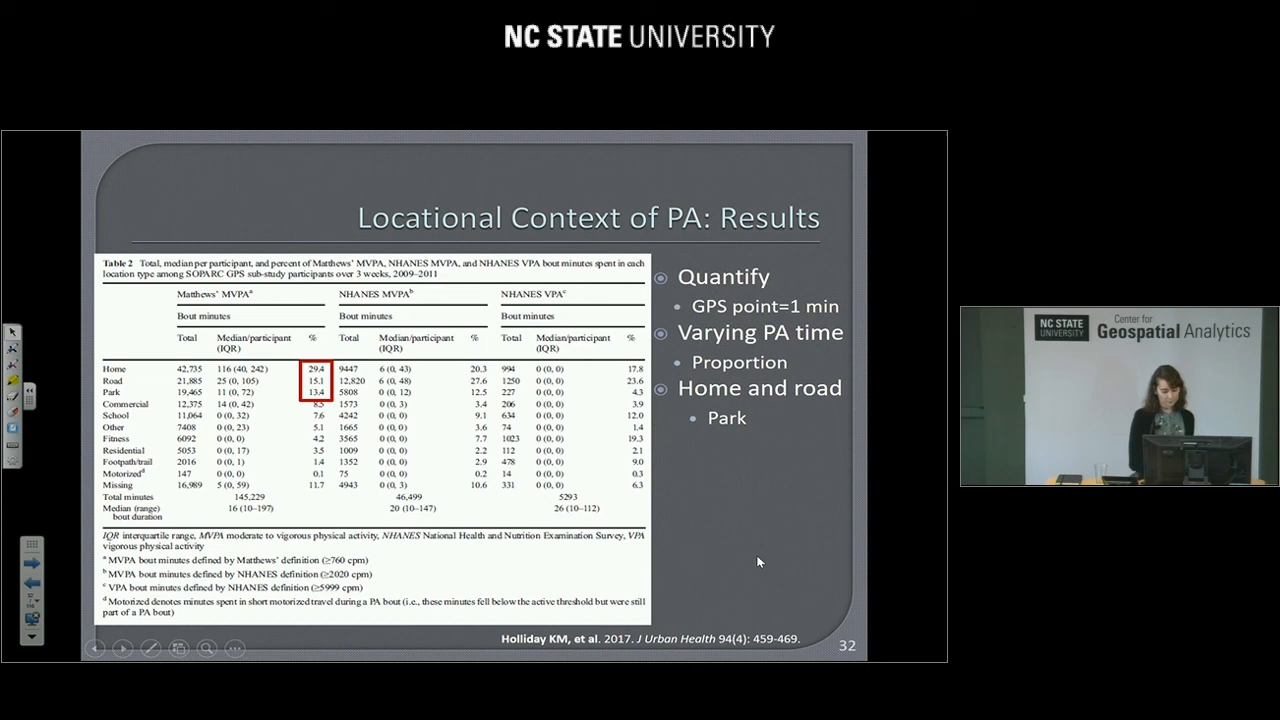 NC STATE UNIVERSITY
Locational Context of PA: Results
Table 2 Total, median per participant, and percent of Matthews' MVPA, NHANES MVPA, and NHANES VPA bout minutes spent in each
location type among SOPARC GPS sub-study participants over 3 weeks, 2009–2011
Matthews' MVPAa NHANES MVPAb NHANES VPAc
Bout minutes Bout minutes Bout minutes
Total Median/participant % Total Median/participant % Total Median/participant %
(IQR) (IQR) (IQR)
Home 42,735 116 (40, 242) 29.4 9447 6 (0, 43) 20.3 994 0 (0, 0) 17.8
Road 21,885 25 (0, 105) 15.1 12,820 6 (0, 48) 27.6 1250 0 (0, 0) 23.6
Park 19,465 11 (0, 72) 13.4 5808 0 (0, 12) 12.5 227 0 (0, 0) 4.3
Commercial 12,375 14 (0, 42) 8.5 1573 0 (0, 3) 3.4 206 0 (0, 0) 3.9
School 11,064 0 (0, 32) 7.6 4242 0 (0, 0) 9.1 634 0 (0, 0) 12.0
Other 7408 0 (0, 23) 5.1 1665 0 (0, 0) 3.6 74 0 (0, 0) 1.4
Fitness 6092 0 (0, 0) 4.2 3565 0 (0, 0) 7.7 1023 0 (0, 0) 19.3
Residential 5053 0 (0, 17) 3.5 1009 0 (0, 0) 2.2 112 0 (0, 0) 2.1
Footpath/trail 2016 0 (0, 1) 1.4 1352 0 (0, 0) 2.9 478 0 (0, 0) 9.0
Motorizedd 147 0 (0, 0) 0.1 75 0 (0, 0) 0.2 14 0 (0, 0) 0.3
Missing 16,989 5 (0, 59) 11.7 4943 0 (0, 3) 10.6 331 0 (0, 0) 6.3
Total minutes 145,229 46,499 5293
Median (range) 16 (10–197) 20 (10–147) 26 (10–112)
bout duration
IQR interquartile range, MVPA moderate to vigorous physical activity, NHANES National Health and Nutrition Examination Survey, VPA
vigorous physical activity
a MVPA bout minutes defined by Matthews' definition (≥760 cpm)
b MVPA bout minutes defined by NHANES definition (≥2020 cpm)
c VPA bout minutes defined by NHANES definition (≥5999 cpm)
d Motorized denotes minutes spent in short motorized travel during a PA bout (i.e., these minutes fell below the active threshold but were still
part of a PA bout)
Quantify
GPS point=1 min
Varying PA time
Proportion
Home and road
Park
Holliday KM, et al. 2017. J Urban Health 94(4): 459-469.
32
NC STATE
UNIVERSITY
Center for
Geospatial Analytics